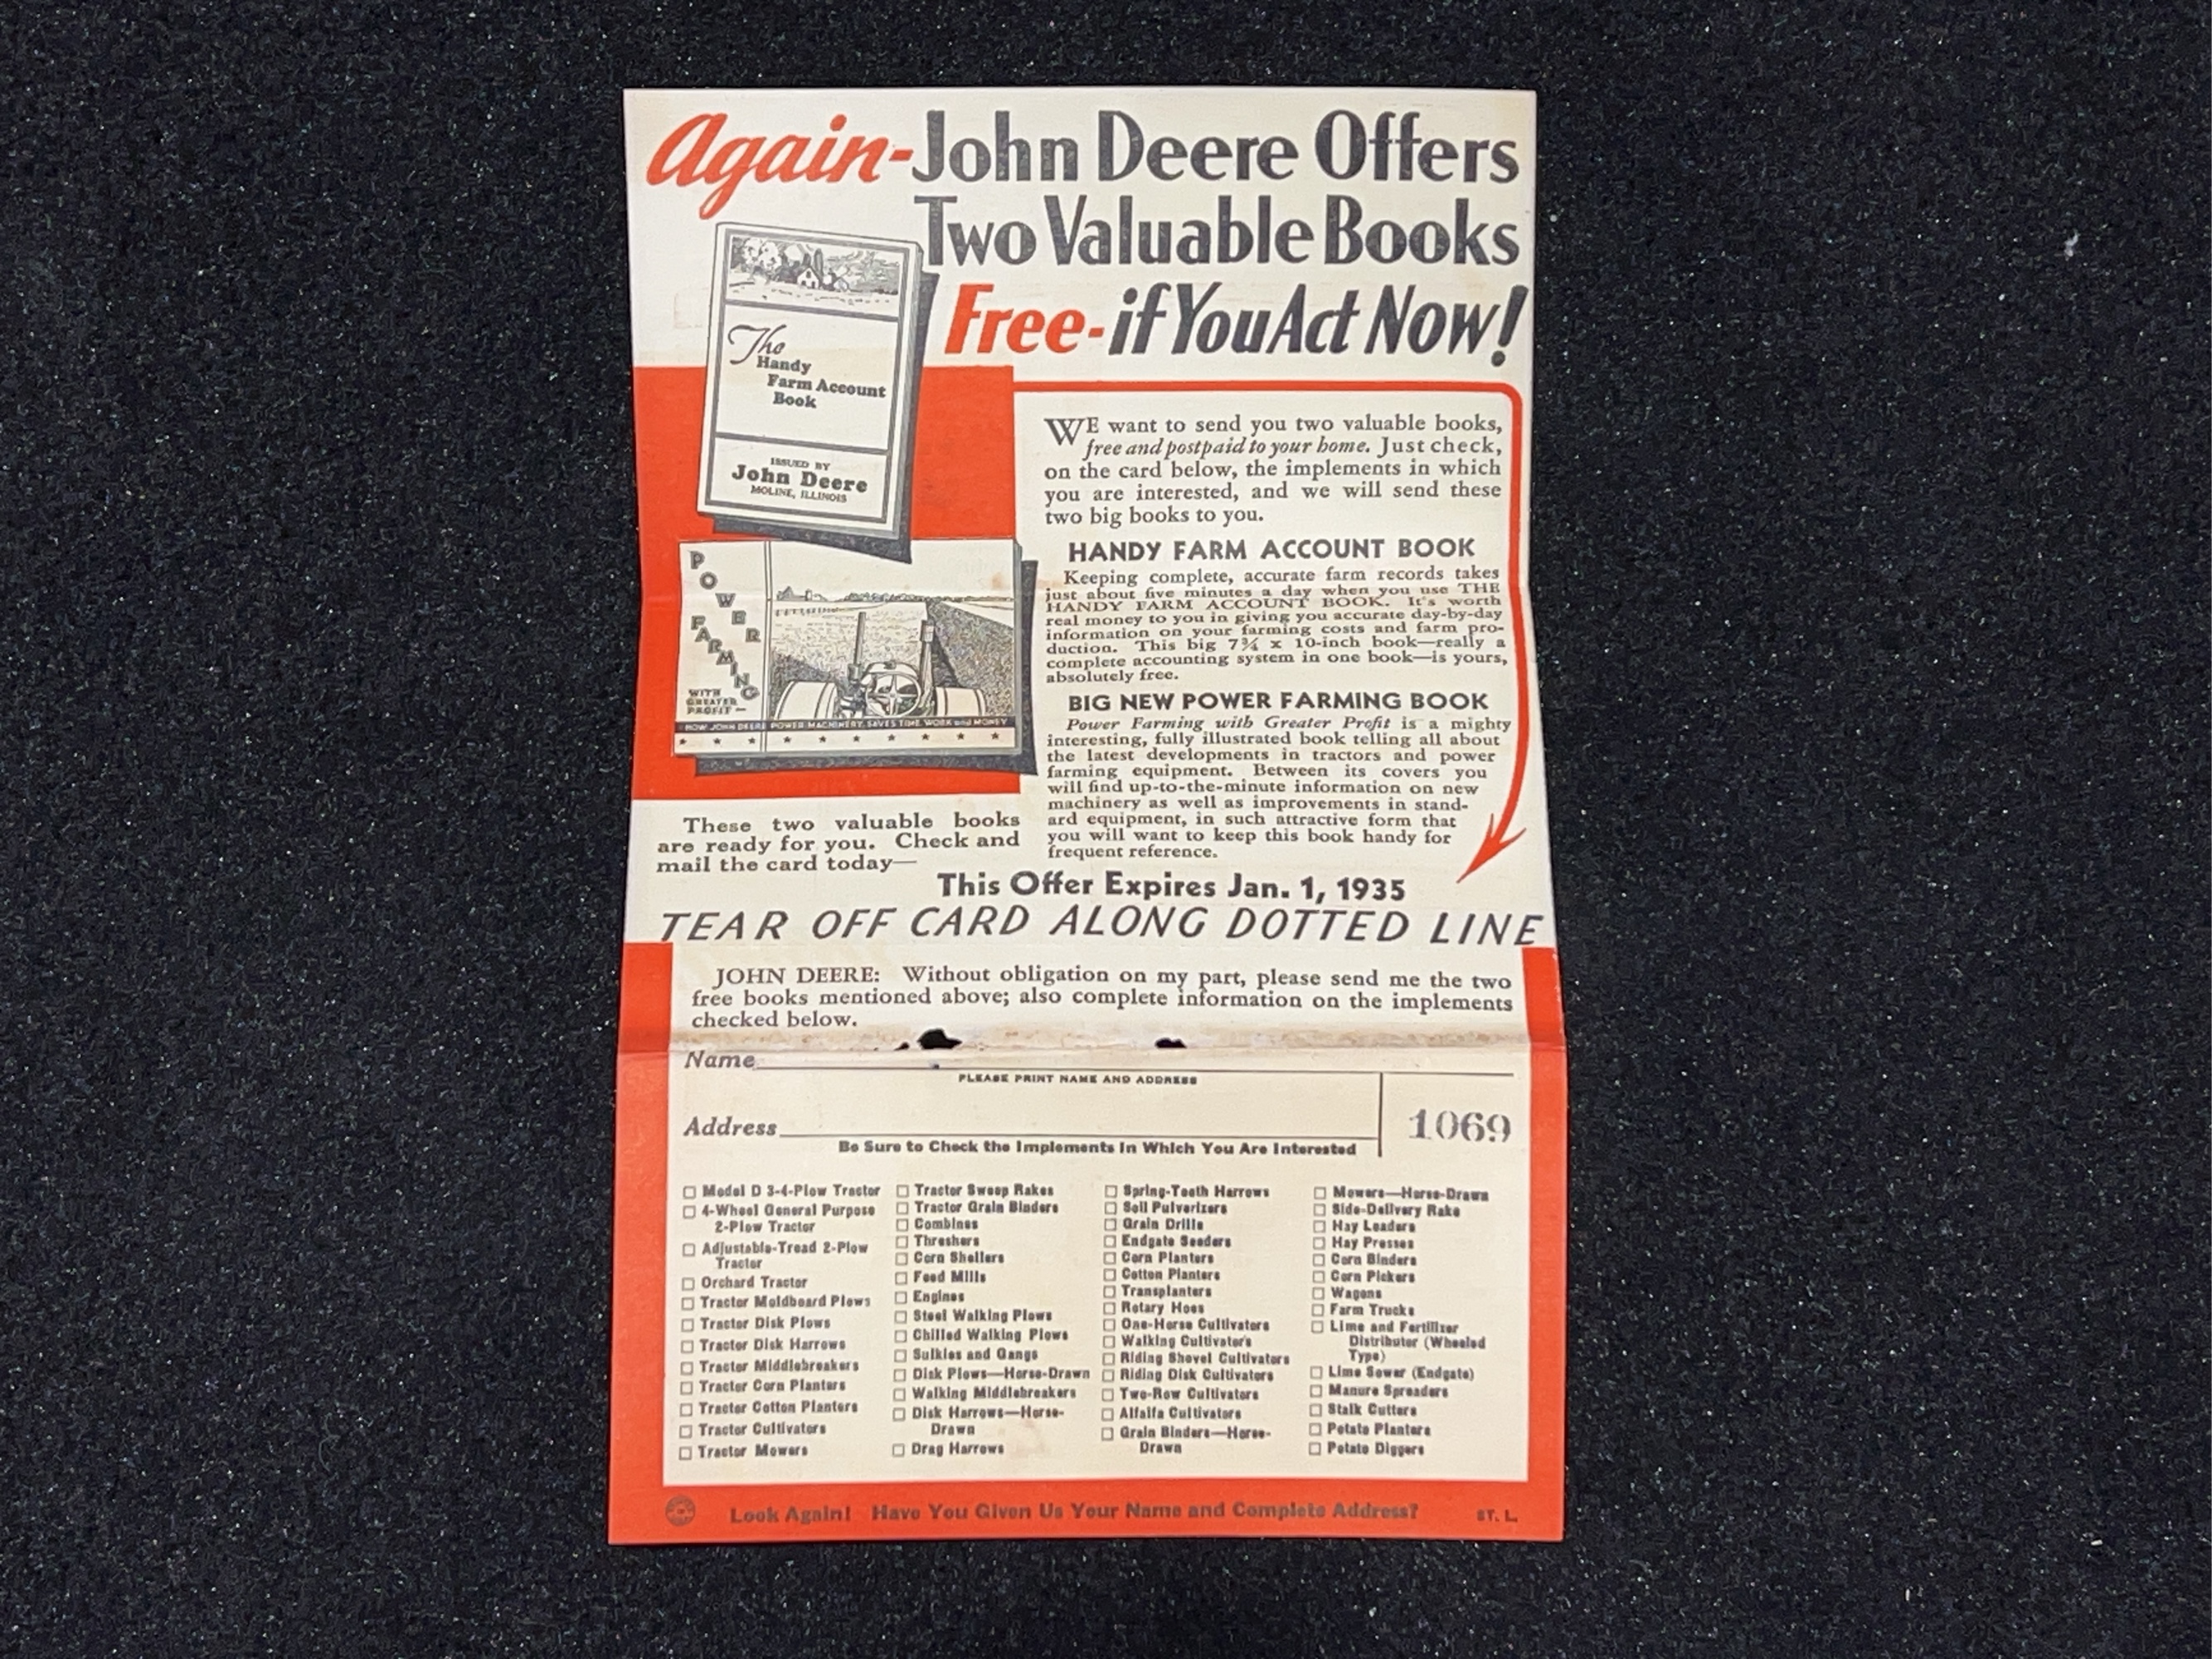 Again-John Deere Offers
Two Valuable Books
Free-if You Act Now!
The
Handy
Farm Account
Book
ISSUED BY
John Deere
MOLINE, ILLINOIS
POWER
FARMING
WITH
GREATER
PROFIT—
HOW JOHN DEERE POWER MACHINERY SAVES TIME, WORK and MONEY
WE want to send you two valuable books,
free and postpaid to your home. Just check,
on the card below, the implements in which
you are interested, and we will send these
two big books to you.
HANDY FARM ACCOUNT BOOK
Keeping complete, accurate farm records takes
just about five minutes a day when you use THE
HANDY FARM ACCOUNT BOOK. It's worth
real money to you in giving you accurate day-by-day
information on your farming costs and farm pro-
duction. This big 7¾ x 10-inch book—really a
complete accounting system in one book—is yours,
absolutely free.
BIG NEW POWER FARMING BOOK
Power Farming with Greater Profit is a mighty
interesting, fully illustrated book telling all about
the latest developments in tractors and power
farming equipment. Between its covers you
will find up-to-the-minute information on new
machinery as well as improvements in stand-
ard equipment, in such attractive form that
you will want to keep this book handy for
frequent reference.
These two valuable books
are ready for you. Check and
mail the card today—
This Offer Expires Jan. 1, 1935
TEAR OFF CARD ALONG DOTTED LINE
JOHN DEERE: Without obligation on my part, please send me the two
free books mentioned above; also complete information on the implements
checked below.
Name
PLEASE PRINT NAME AND ADDRESS
Address
1069
Be Sure to Check the Implements in Which You Are Interested
Model D 3-4-Plow Tractor
4-Wheel General Purpose
2-Plow Tractor
Adjustable-Tread 2-Plow
Tractor
Orchard Tractor
Tractor Moldboard Plows
Tractor Disk Plows
Tractor Disk Harrows
Tractor Middlebreakers
Tractor Corn Planters
Tractor Cotton Planters
Tractor Cultivators
Tractor Mowers
Tractor Sweep Rakes
Tractor Grain Binders
Combines
Threshers
Corn Shellers
Feed Mills
Engines
Steel Walking Plows
Chilled Walking Plows
Sulkies and Gangs
Disk Plows—Horse-Drawn
Walking Middlebreakers
Disk Harrows—Horse-
Drawn
Drag Harrows
Spring-Tooth Harrows
Soil Pulverizers
Grain Drills
Endgate Seeders
Corn Planters
Cotton Planters
Transplanters
Rotary Hoes
One-Horse Cultivators
Walking Cultivators
Riding Shovel Cultivators
Riding Disk Cultivators
Two-Row Cultivators
Alfalfa Cultivators
Grain Binders—Horse-
Drawn
Mowers—Horse-Drawn
Side-Delivery Rake
Hay Loaders
Hay Presses
Corn Binders
Corn Pickers
Wagons
Farm Trucks
Lime and Fertilizer
Distributor (Wheeled
Type)
Lime Sower (Endgate)
Manure Spreaders
Stalk Cutters
Potato Planters
Potato Diggers
Look Again! Have You Given Us Your Name and Complete Address?
ST. L.